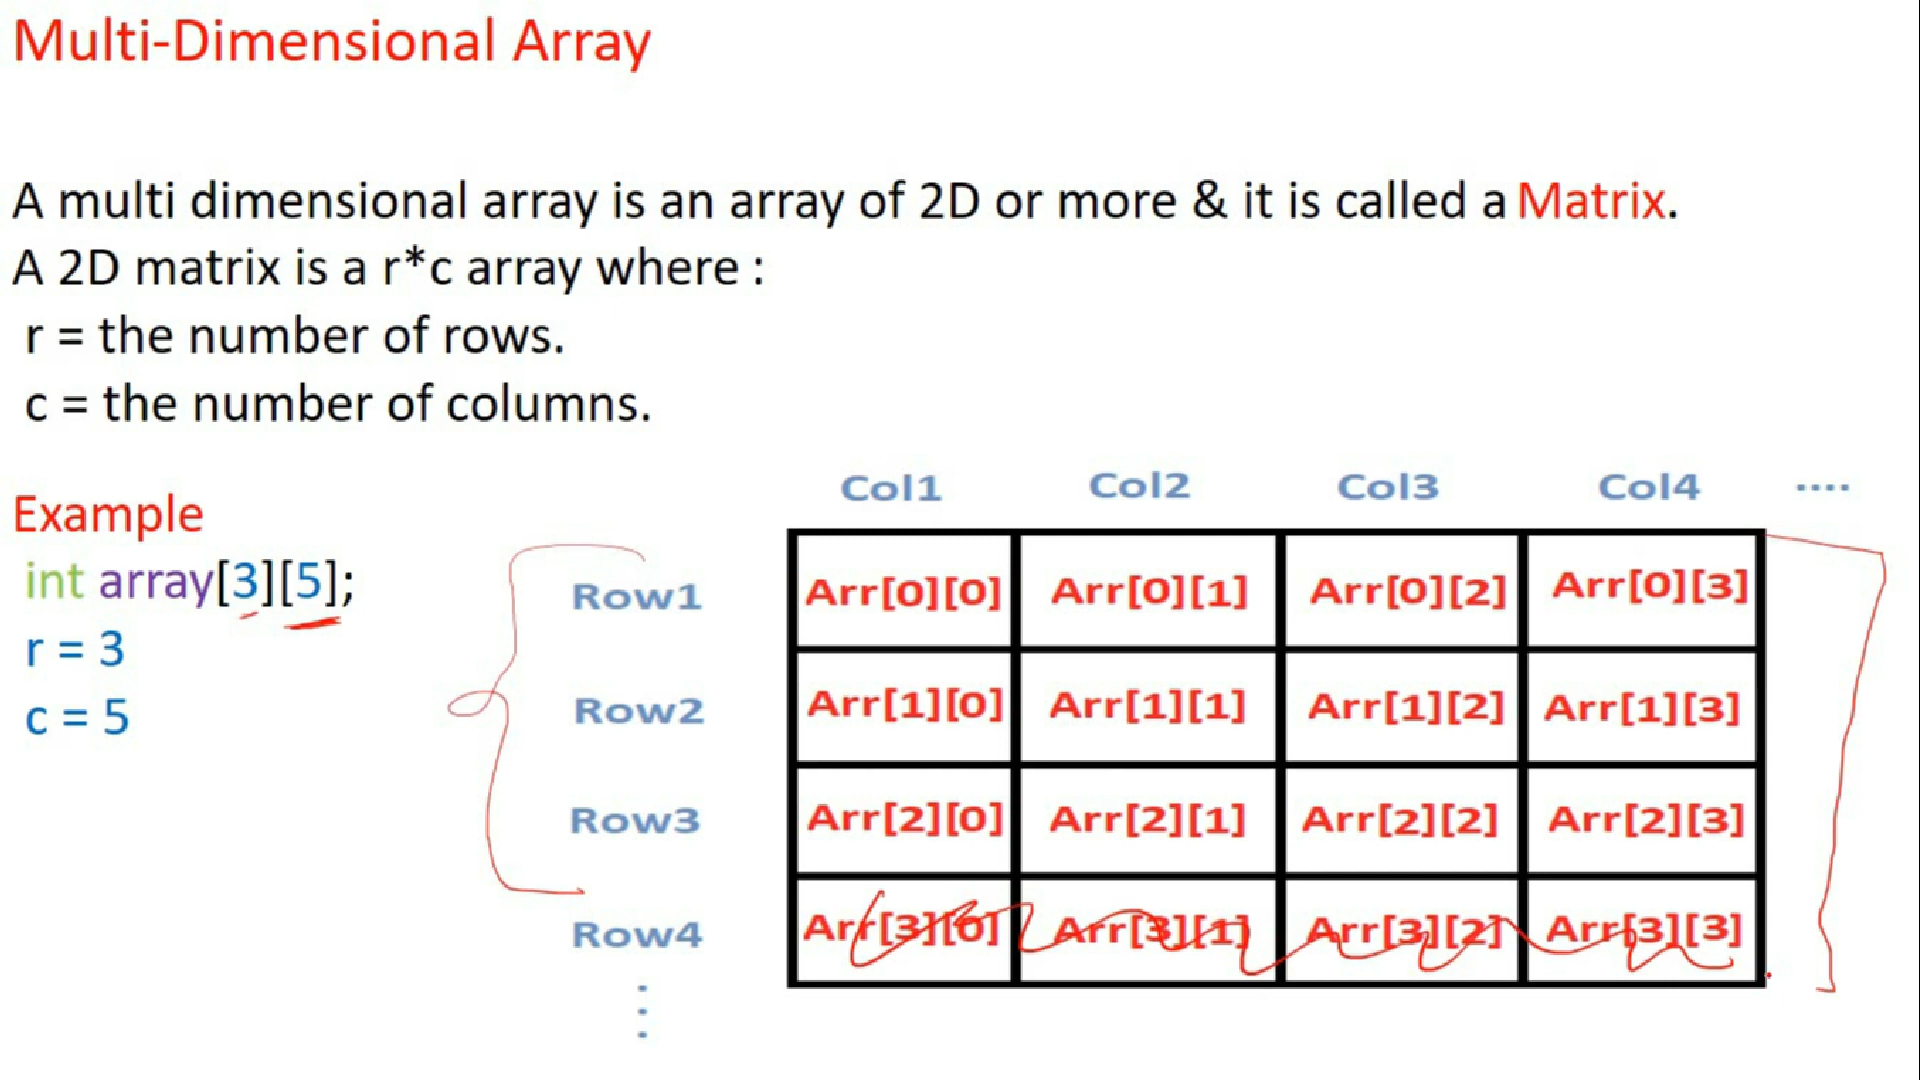 Multi-Dimensional Array
A multi dimensional array is an array of 2D or more & it is called a Matrix.
A 2D matrix is a r*c array where :
r = the number of rows.
c = the number of columns.
Example
int array[3][5];
r = 3
c = 5
Col1 Col2 Col3 Col4 ....
Row1 Arr[0][0] Arr[0][1] Arr[0][2] Arr[0][3]
Row2 Arr[1][0] Arr[1][1] Arr[1][2] Arr[1][3]
Row3 Arr[2][0] Arr[2][1] Arr[2][2] Arr[2][3]
Row4 Arr[3][0] Arr[3][1] Arr[3][2] Arr[3][3]